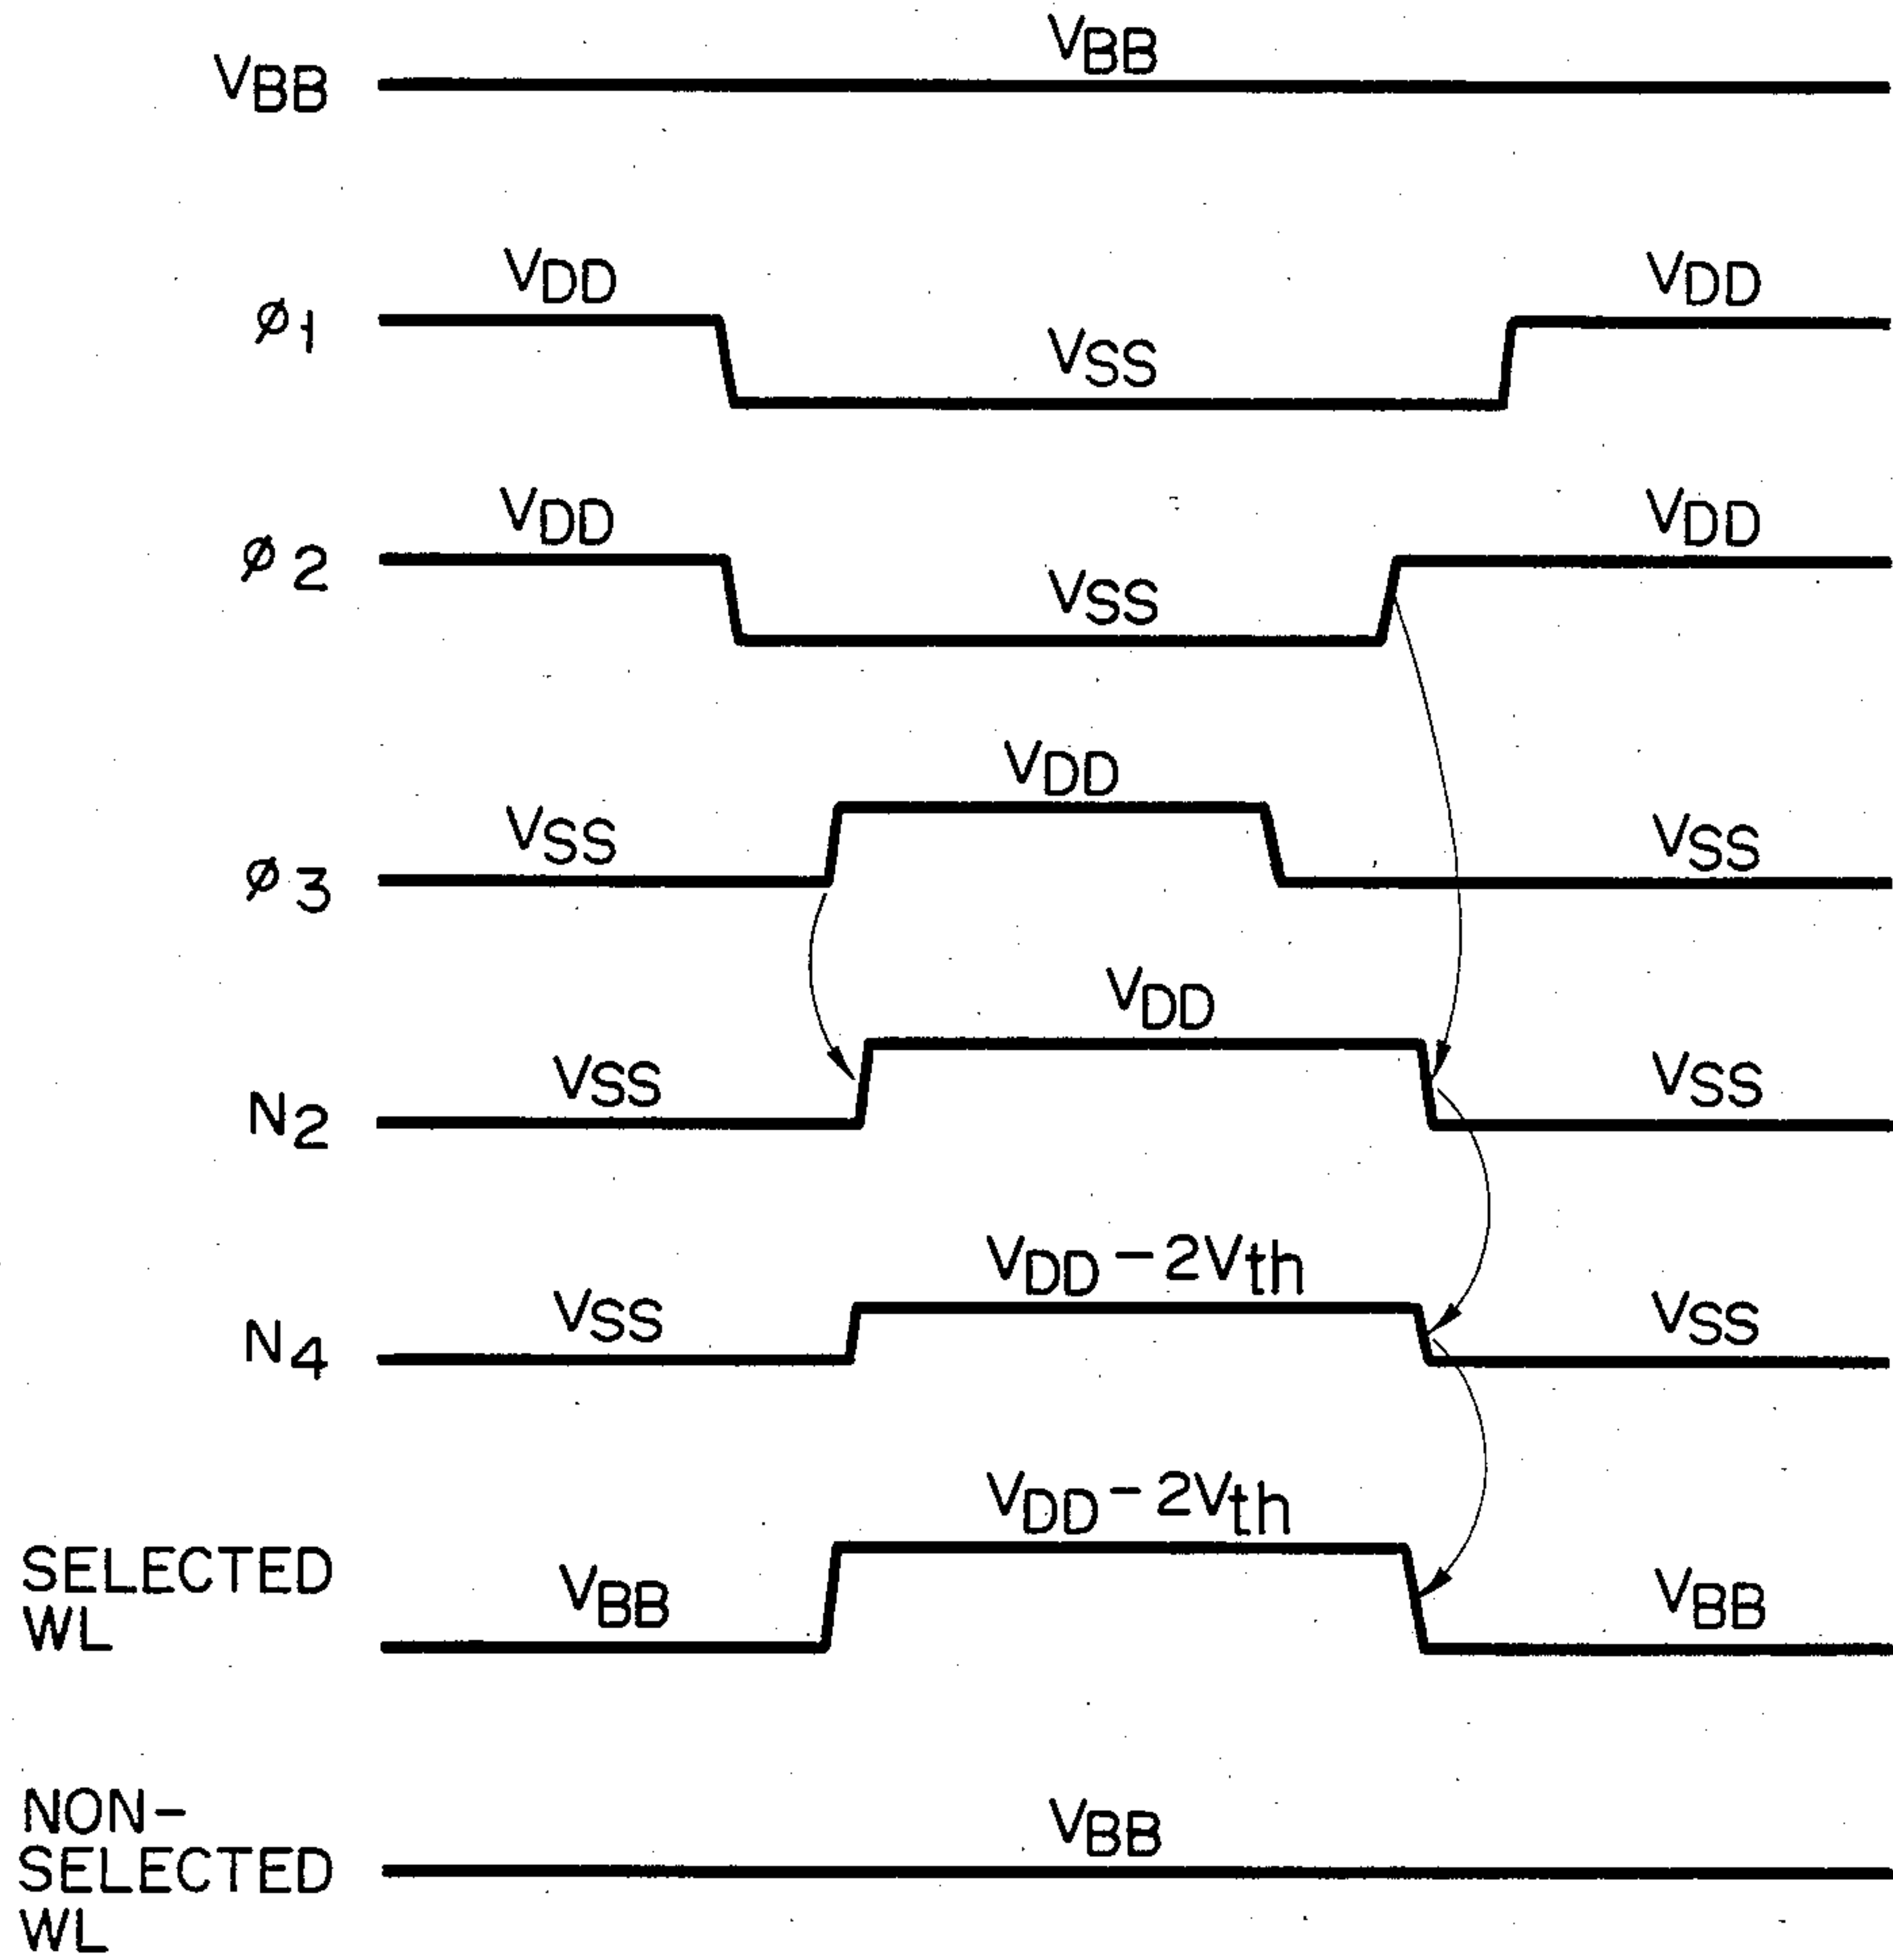 VBB
VBB
VDD
VDD
ø1
VSS
VDD
VDD
ø2
VSS
VDD
VSS
VSS
ø3
VDD
VSS
VSS
N2
VDD-2Vth
VSS
VSS
N4
VDD-2Vth
SELECTED
WL
VBB
VBB
VBB
NON-
SELECTED
WL